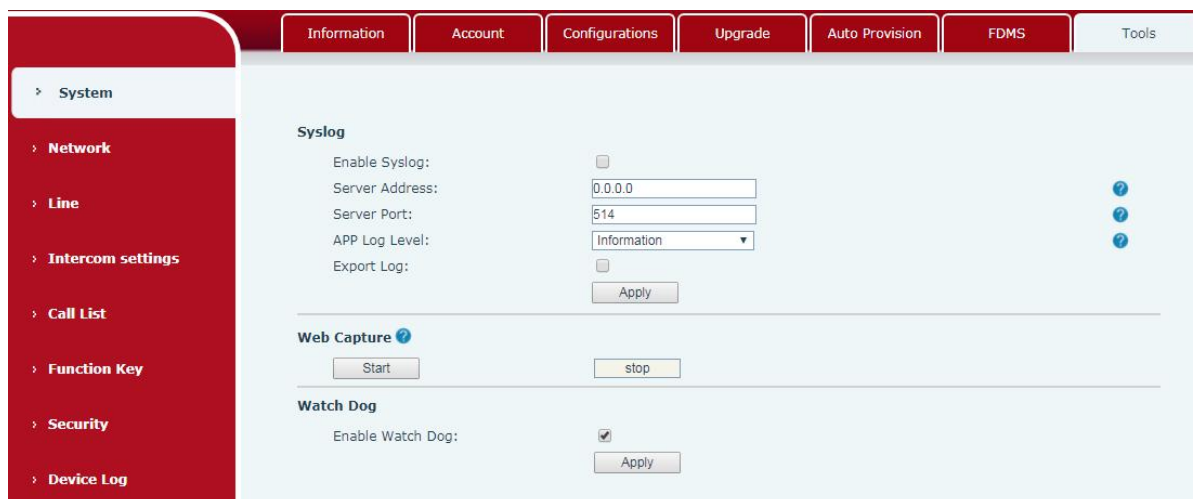 Information Account Configurations Upgrade Auto Provision FDMS Tools
System
Network
Line
Intercom settings
Call List
Function Key
Security
Device Log
Syslog
Enable Syslog:
Server Address: 0.0.0.0
Server Port: 514
APP Log Level: Information
Export Log:
Apply
Web Capture
Start stop
Watch Dog
Enable Watch Dog:
Apply